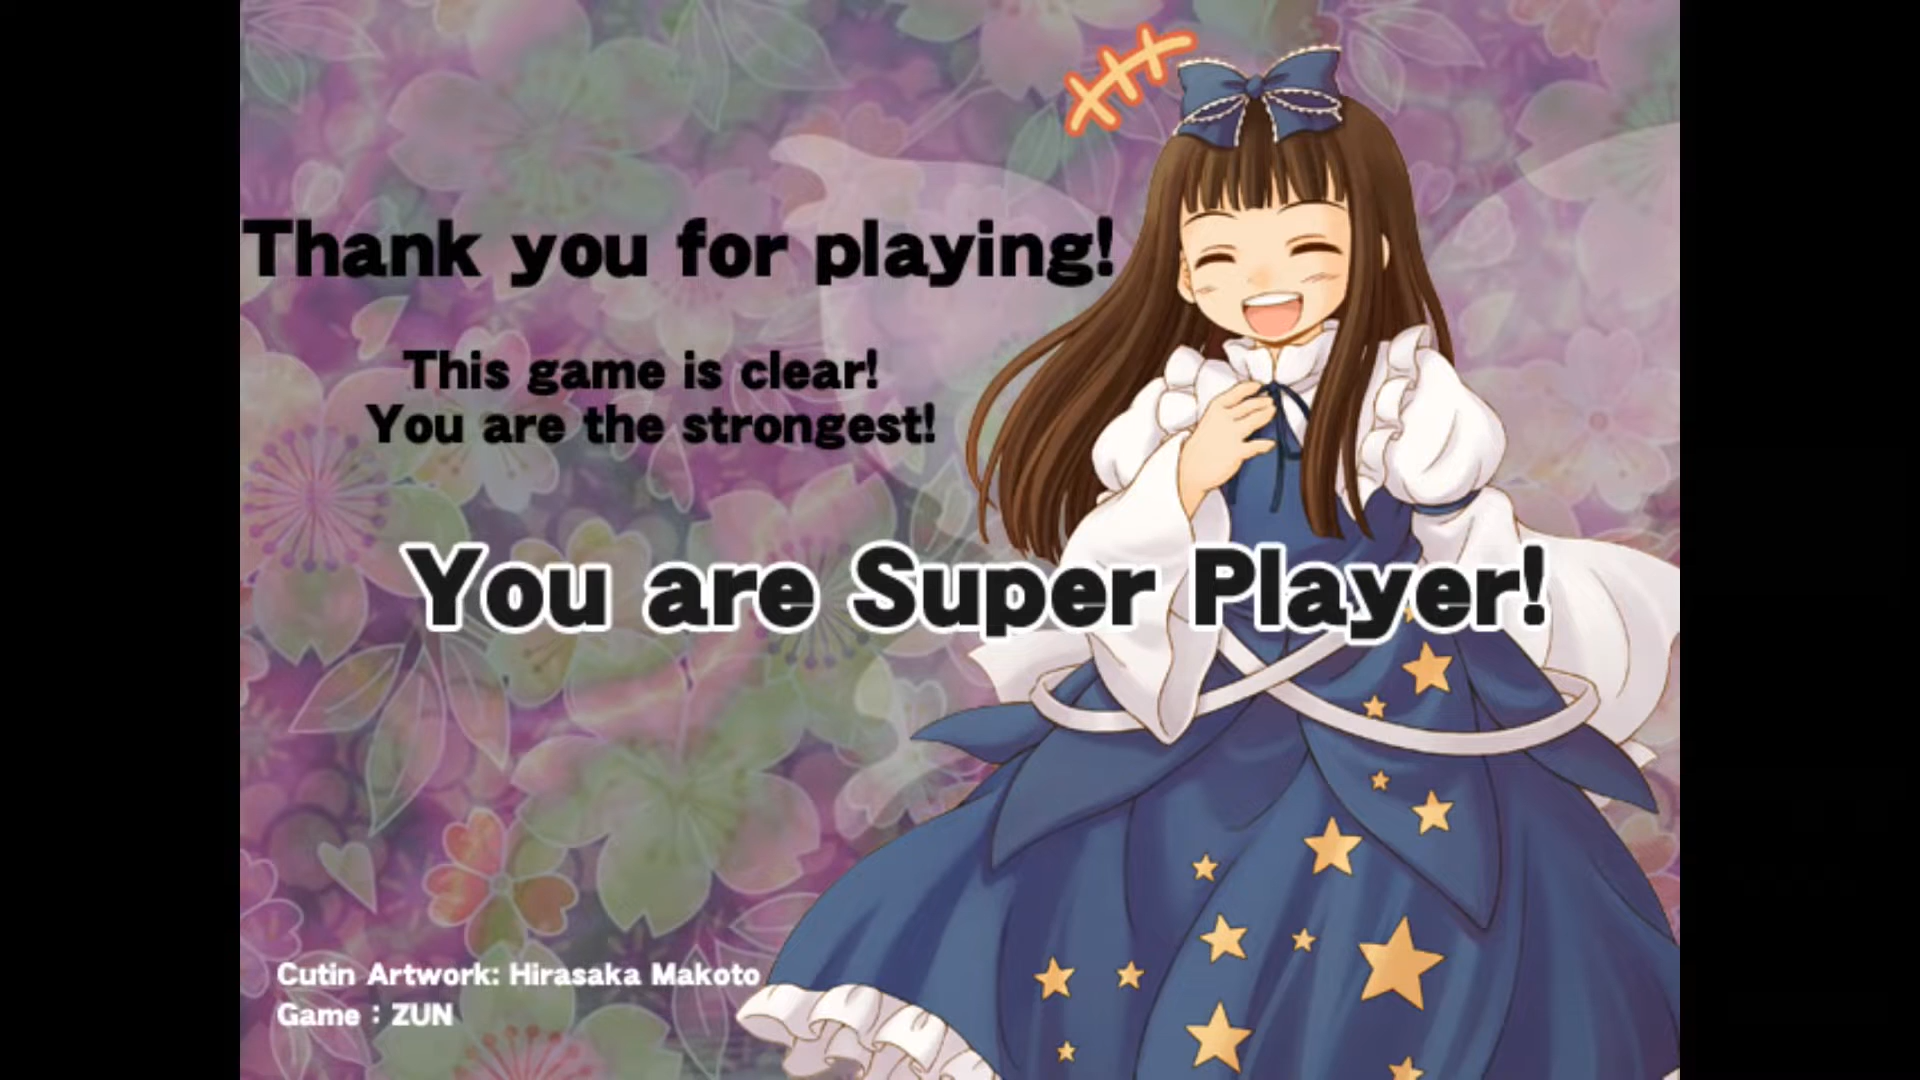 Thank you for playing!
This game is clear!
You are the strongest!
You are Super Player!
Cutin Artwork: Hirasaka Makoto
Game : ZUN